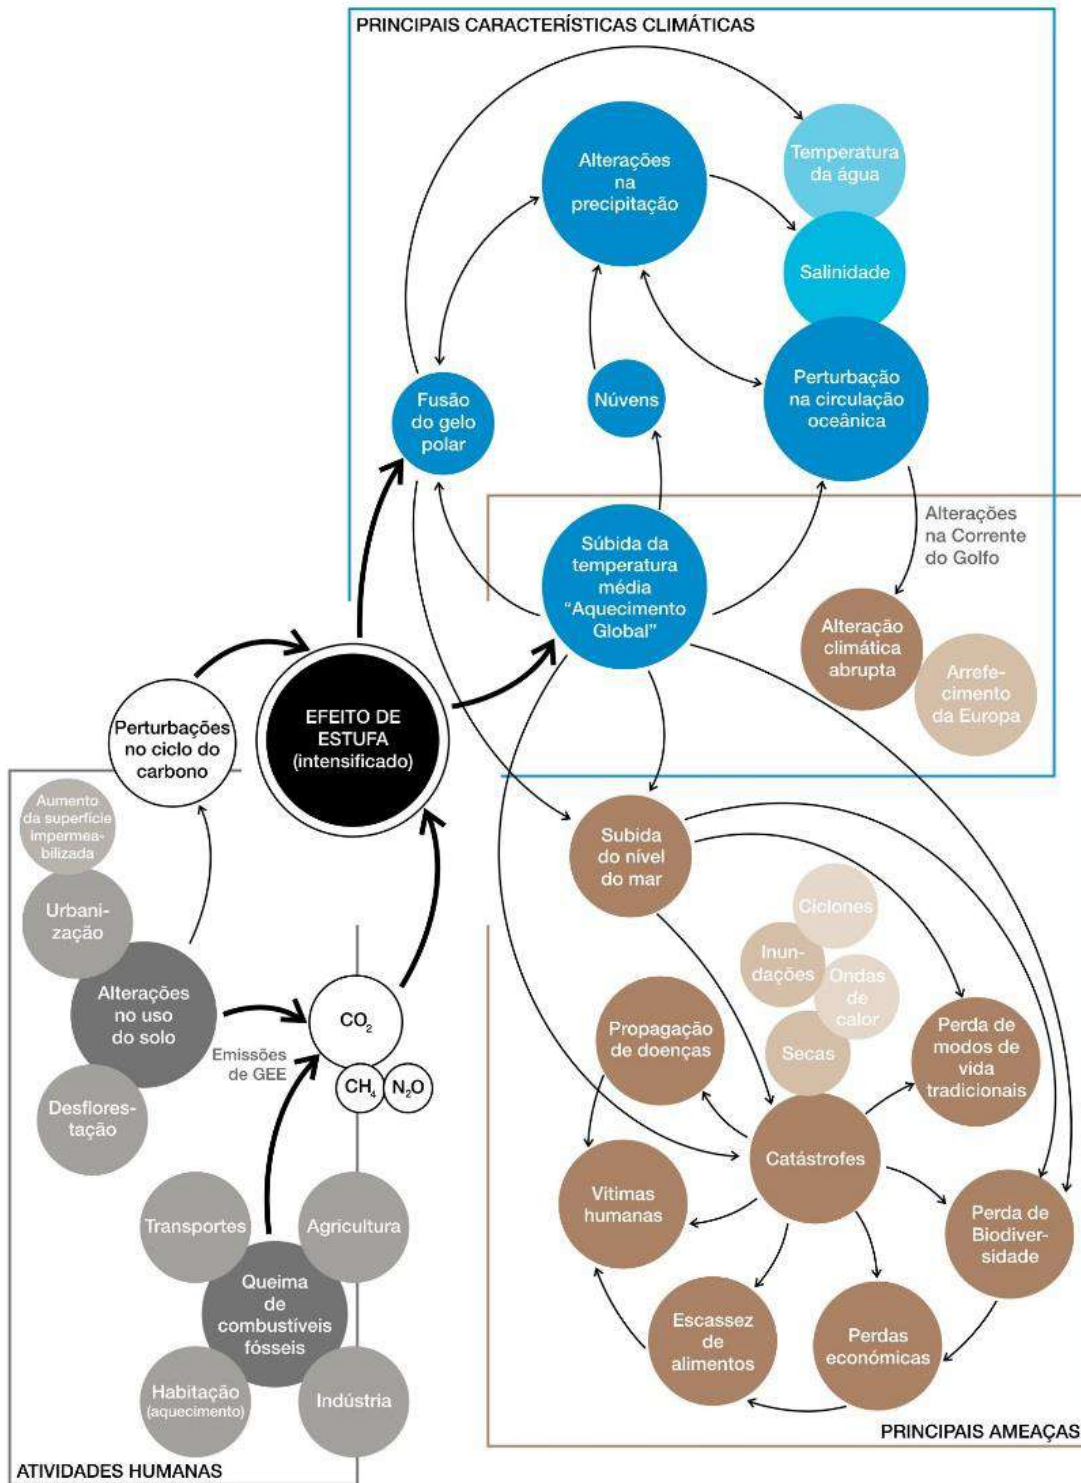 PRINCIPAIS CARACTERÍSTICAS CLIMÁTICAS
Temperatura
da água
Alterações
na
precipitação
Salinidade
Perturbação
na circulação
oceânica
Núvens
Fusão
do gelo
polar
Súbida da
temperatura
média
“Aquecimento
Global”
Alterações
na Corrente
do Golfo
Alteração
climática
abrupta
Arrefe-
cimento
da Europa
EFEITO DE
ESTUFA
(intensificado)
Perturbações
no ciclo do
carbono
Aumento
da superfície
impermea-
bilizada
Urbani-
zação
Alterações
no uso
do solo
Desflores-
tação
Emissões
de GEE
CO₂
CH₄
N₂O
Transportes
Agricultura
Queima
de
combustíveis
fósseis
Habitação
(aquecimento)
Indústria
ATIVIDADES HUMANAS
Subida
do nível
do mar
Ciclones
Inun-
dações
Ondas
de
calor
Secas
Propagação
de doenças
Perda de
modos de
vida
tradicionais
Catástrofes
Vitimas
humanas
Perda de
Biodiver-
sidade
Escassez
de
alimentos
Perdas
económicas
PRINCIPAIS AMEAÇAS